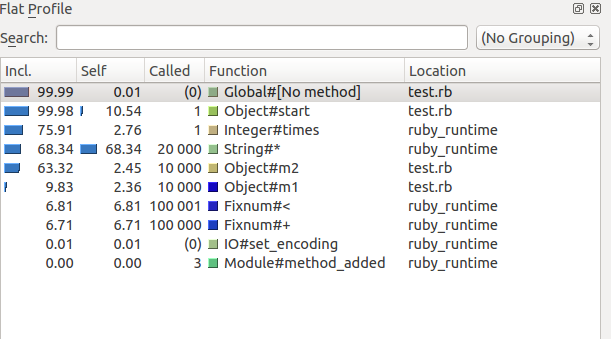 Flat Profile
Search: (No Grouping)
Incl. Self Called Function Location
99.99 0.01 (0) Global#[No method] test.rb
99.98 10.54 1 Object#start test.rb
75.91 2.76 1 Integer#times ruby_runtime
68.34 68.34 20 000 String#* ruby_runtime
63.32 2.45 10 000 Object#m2 test.rb
9.83 2.36 10 000 Object#m1 test.rb
6.81 6.81 100 001 Fixnum#< ruby_runtime
6.71 6.71 100 000 Fixnum#+ ruby_runtime
0.01 0.01 (0) IO#set_encoding ruby_runtime
0.00 0.00 3 Module#method_added ruby_runtime